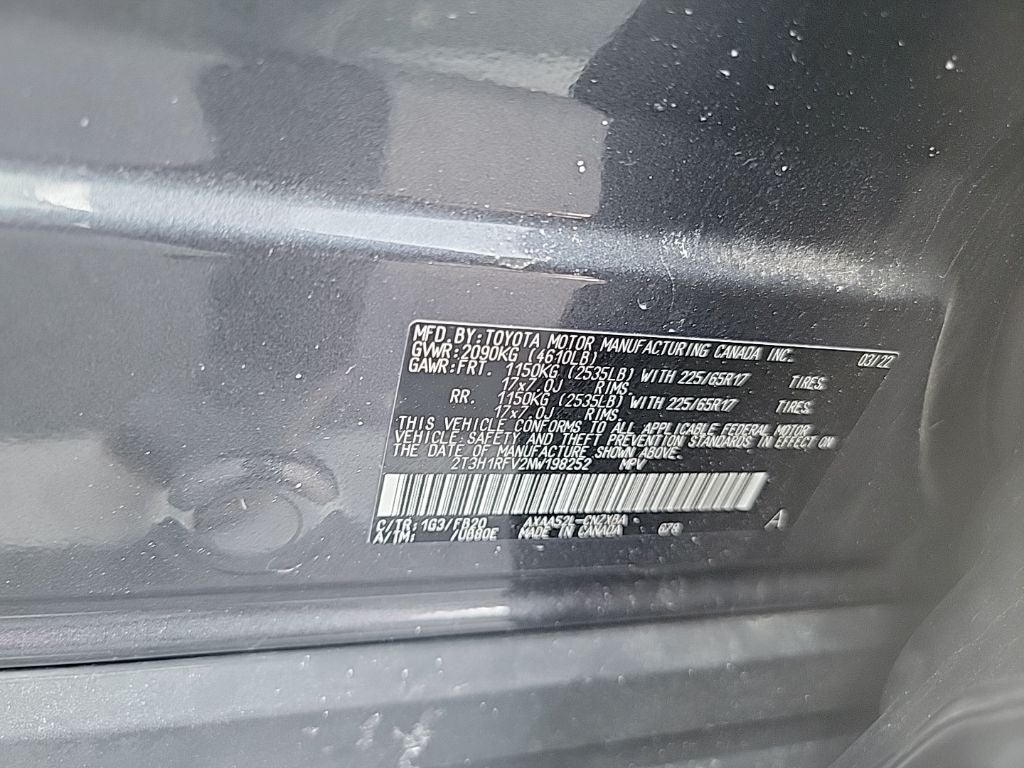 MFD. BY: TOYOTA MOTOR MANUFACTURING CANADA INC. 03/22
GVWR: 2090KG (4610LB)
GAWR: FRT. 1150KG (2535LB) WITH 225/65R17 TIRES
17x7.0J RIMS
RR. 1150KG (2535LB) WITH 225/65R17 TIRES
17x7.0J RIMS
THIS VEHICLE CONFORMS TO ALL APPLICABLE FEDERAL MOTOR
VEHICLE SAFETY AND THEFT PREVENTION STANDARDS IN EFFECT ON
THE DATE OF MANUFACTURE SHOWN ABOVE.
2T3H1RFV2NW198252 MPV
C/TR: 1G3/FB20
A/TM: /UB80E MADE IN CANADA 678 A